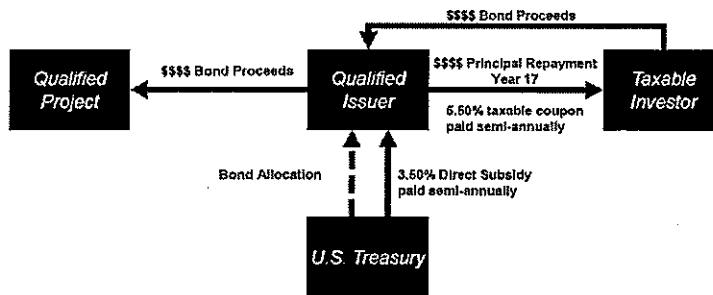 $$$$ Bond Proceeds
Qualified
Project
$$$$ Bond Proceeds
Qualified
Issuer
$$$$ Principal Repayment
Year 17
5.50% taxable coupon
paid semi-annually
Taxable
Investor
Bond Allocation
3.50% Direct Subsidy
paid semi-annually
U.S. Treasury